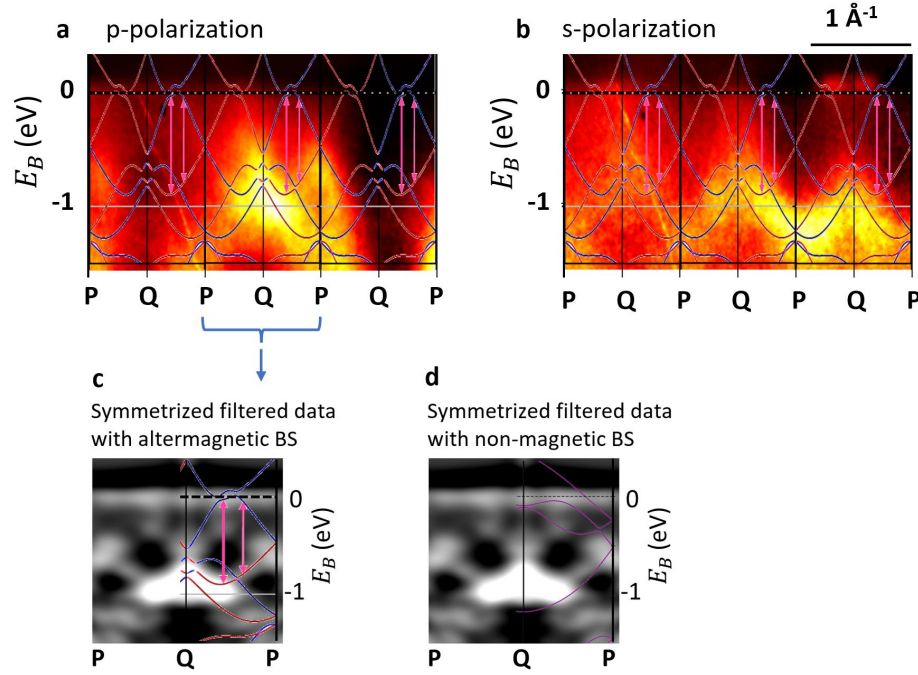 a p-polarization
b s-polarization
1 Å-1
0
-1
E_B (eV)
P Q P Q P Q P
0
-1
E_B (eV)
P Q P Q P Q P
c
Symmetrized filtered data
with altermagnetic BS
0
-1
E_B (eV)
P Q P
d
Symmetrized filtered data
with non-magnetic BS
0
-1
E_B (eV)
P Q P